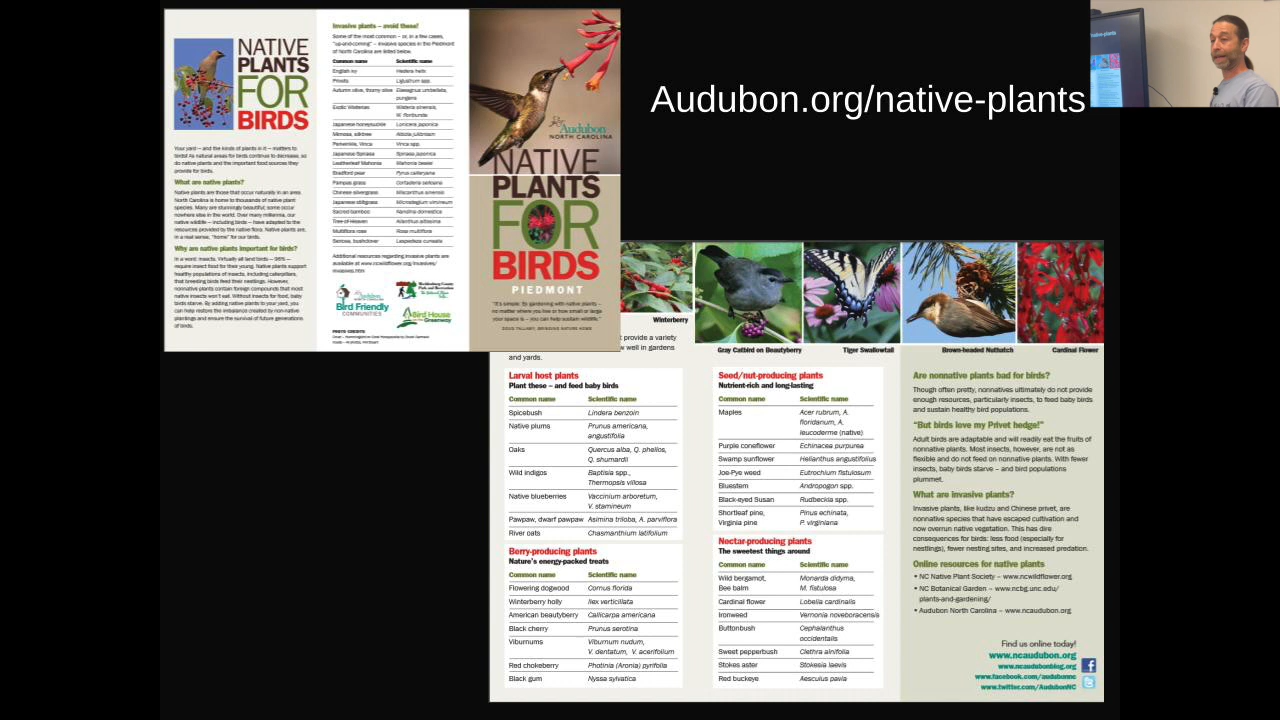 Audubon.org/native-plants
NATIVE
PLANTS
FOR
BIRDS
Your yard — and the kinds of plants in it — matters to
birds! As natural areas for birds continue to decrease, so
do native plants and the important food sources they
provide for birds.
What are native plants?
Native plants are those that occur naturally in an area.
North Carolina is home to thousands of native plant
species. Many are stunningly beautiful; some occur
nowhere else in the world. Over many millennia, our
native wildlife – including birds – have adapted to the
resources provided by the native flora. Native plants are,
in a real sense, "home" for our birds.
Why are native plants important for birds?
In a word: insects. Virtually all land birds — 96% —
require insect food for their young. Native plants support
healthy populations of insects, including caterpillars,
that breeding birds feed their nestlings. However,
nonnative plants contain foreign compounds that most
native insects won't eat. Without insects for food, baby
birds starve. By adding native plants to your yard, you
can help restore the imbalance created by non-native
plantings and ensure the survival of future generations
of birds.
Invasive plants – avoid these!
Some of the most common – or, in a few cases,
"up-and-coming" – invasive species in the Piedmont
of North Carolina are listed below.
Common name Scientific name
English ivy Hedera helix
Privets Ligustrum spp.
Autumn olive, thorny olive Elaeagnus umbellata,
pungens
Exotic Wisterias Wisteria sinensis,
W. floribunda
Japanese honeysuckle Lonicera japonica
Mimosa, silktree Albizia julibrissin
Periwinkle, Vinca Vinca spp.
Japanese Spiraea Spiraea japonica
Leatherleaf Mahonia Mahonia bealei
Bradford pear Pyrus calleryana
Pampas grass Cortaderia selloana
Chinese silvergrass Miscanthus sinensis
Japanese stiltgrass Microstegium vimineum
Sacred bamboo Nandina domestica
Tree-of-Heaven Ailanthus altissima
Multiflora rose Rosa multiflora
Sericea, bushclover Lespedeza cuneata
Additional resources regarding invasive plants are
available at www.ncwildflower.org/invasives/
invasives.htm
Bird Friendly
COMMUNITIES
Mecklenburg County
Park and Recreation
Bird House
on the
Greenway
PHOTO CREDITS
Audubon
NORTH CAROLINA
NATIVE
PLANTS
FOR
BIRDS
PIEDMONT
"It's simple: By gardening with native plants –
no matter where you live or how small or large
your space is – you can help sustain wildlife."
DOUG TALLAMY, BRINGING NATURE HOME
Winterberry
Gray Catbird on Beautyberry
Tiger Swallowtail
Brown-headed Nuthatch
Cardinal Flower
provide a variety
well in gardens
and yards.
Larval host plants
Plant these – and feed baby birds
Common name Scientific name
Spicebush Lindera benzoin
Native plums Prunus americana,
angustifolia
Oaks Quercus alba, Q. phellos,
Q. shumardii
Wild indigos Baptisia spp.,
Thermopsis villosa
Native blueberries Vaccinium arboretum,
V. stamineum
Pawpaw, dwarf pawpaw Asimina triloba, A. parviflora
River oats Chasmanthium latifolium
Berry-producing plants
Nature's energy-packed treats
Common name Scientific name
Flowering dogwood Cornus florida
Winterberry holly Ilex verticillata
American beautyberry Callicarpa americana
Black cherry Prunus serotina
Viburnums Viburnum nudum,
V. dentatum, V. acerifolium
Red chokeberry Photinia (Aronia) pyrifolia
Black gum Nyssa sylvatica
Seed/nut-producing plants
Nutrient-rich and long-lasting
Common name Scientific name
Maples Acer rubrum, A.
floridanum, A.
leucoderme (native)
Purple coneflower Echinacea purpurea
Swamp sunflower Helianthus angustifolius
Joe-Pye weed Eutrochium fistulosum
Bluestem Andropogon spp.
Black-eyed Susan Rudbeckia spp.
Shortleaf pine, Pinus echinata,
Virginia pine P. virginiana
Nectar-producing plants
The sweetest things around
Common name Scientific name
Wild bergamot, Monarda didyma,
Bee balm M. fistulosa
Cardinal flower Lobelia cardinalis
Ironweed Vernonia noveboracensis
Buttonbush Cephalanthus
occidentalis
Sweet pepperbush Clethra alnifolia
Stokes aster Stokesia laevis
Red buckeye Aesculus pavia
Are nonnative plants bad for birds?
Though often pretty, nonnatives ultimately do not provide
enough resources, particularly insects, to feed baby birds
and sustain healthy bird populations.
"But birds love my Privet hedge!"
Adult birds are adaptable and will readily eat the fruits of
nonnative plants. Most insects, however, are not as
flexible and do not feed on nonnative plants. With fewer
insects, baby birds starve – and bird populations
plummet.
What are invasive plants?
Invasive plants, like kudzu and Chinese privet, are
nonnative species that have escaped cultivation and
now overrun native vegetation. This has dire
consequences for birds: less food (especially for
nestlings), fewer nesting sites, and increased predation.
Online resources for native plants
• NC Native Plant Society – www.ncwildflower.org
• NC Botanical Garden – www.ncbg.unc.edu/
plants-and-gardening/
• Audubon North Carolina – www.ncaudubon.org
Find us online today!
www.ncaudubon.org
www.ncaudubonblog.org
www.facebook.com/audubonnc
www.twitter.com/AudubonNC